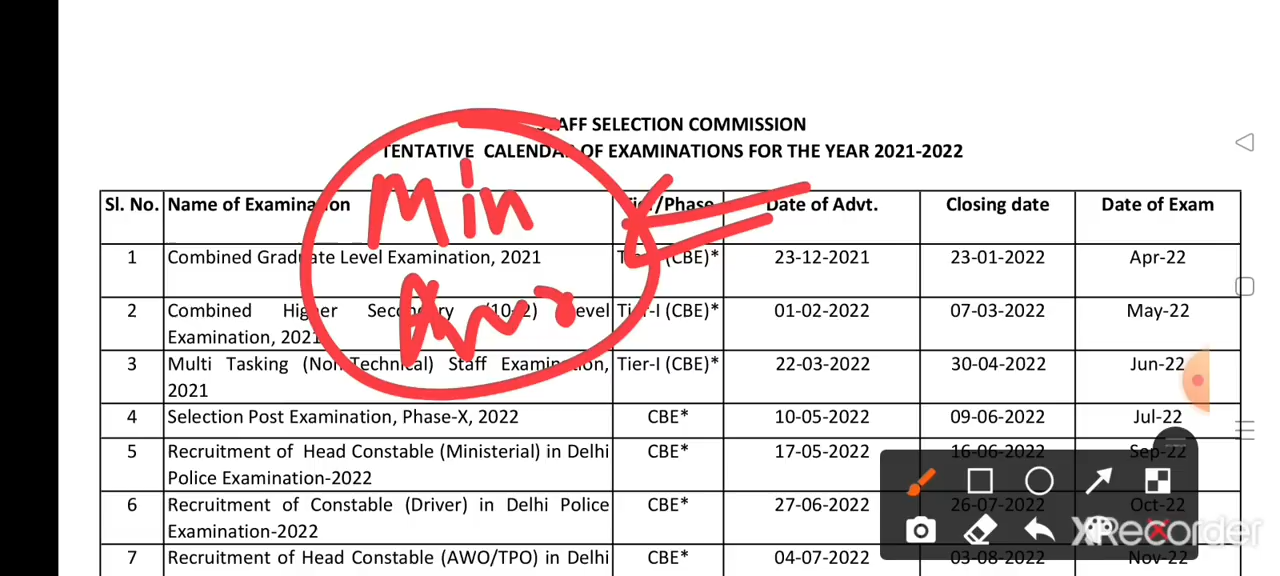 STAFF SELECTION COMMISSION
TENTATIVE CALENDAR OF EXAMINATIONS FOR THE YEAR 2021-2022
Sl. No. Name of Examination Tier/Phase Date of Advt. Closing date Date of Exam
1 Combined Graduate Level Examination, 2021 Tier-I (CBE)* 23-12-2021 23-01-2022 Apr-22
2 Combined Higher Secondary (10+2) Level Tier-I (CBE)* 01-02-2022 07-03-2022 May-22
Examination, 2021
3 Multi Tasking (Non-Technical) Staff Examination, Tier-I (CBE)* 22-03-2022 30-04-2022 Jun-22
2021
4 Selection Post Examination, Phase-X, 2022 CBE* 10-05-2022 09-06-2022 Jul-22
5 Recruitment of Head Constable (Ministerial) in Delhi CBE* 17-05-2022 16-06-2022 Sep-22
Police Examination-2022
6 Recruitment of Constable (Driver) in Delhi Police CBE* 27-06-2022 26-07-2022 Oct-22
Examination-2022
7 Recruitment of Head Constable (AWO/TPO) in Delhi CBE* 04-07-2022 03-08-2022 Nov-22
Min
XRecorder